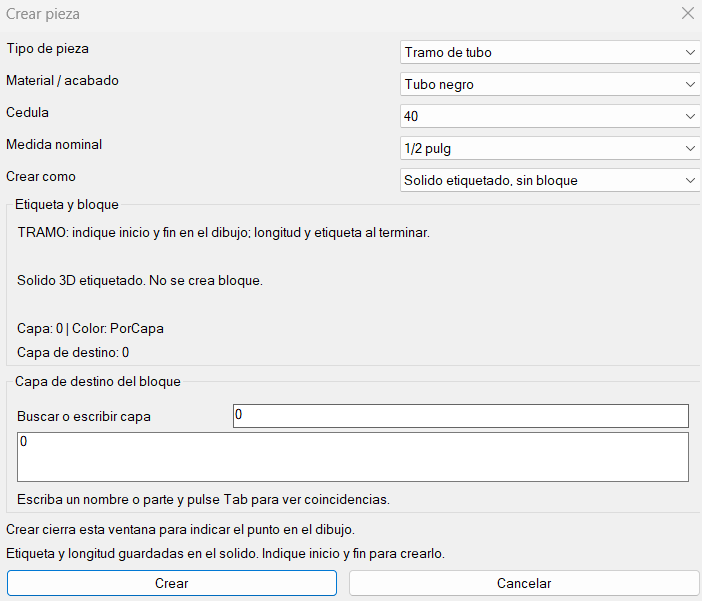 Crear pieza
Tipo de pieza
Tramo de tubo
Material / acabado
Tubo negro
Cedula
40
Medida nominal
1/2 pulg
Crear como
Solido etiquetado, sin bloque
Etiqueta y bloque
TRAMO: indique inicio y fin en el dibujo; longitud y etiqueta al terminar.
Solido 3D etiquetado. No se crea bloque.
Capa: 0 | Color: PorCapa
Capa de destino: 0
Capa de destino del bloque
Buscar o escribir capa
0
0
Escriba un nombre o parte y pulse Tab para ver coincidencias.
Crear cierra esta ventana para indicar el punto en el dibujo.
Etiqueta y longitud guardadas en el solido. Indique inicio y fin para crearlo.
Crear
Cancelar